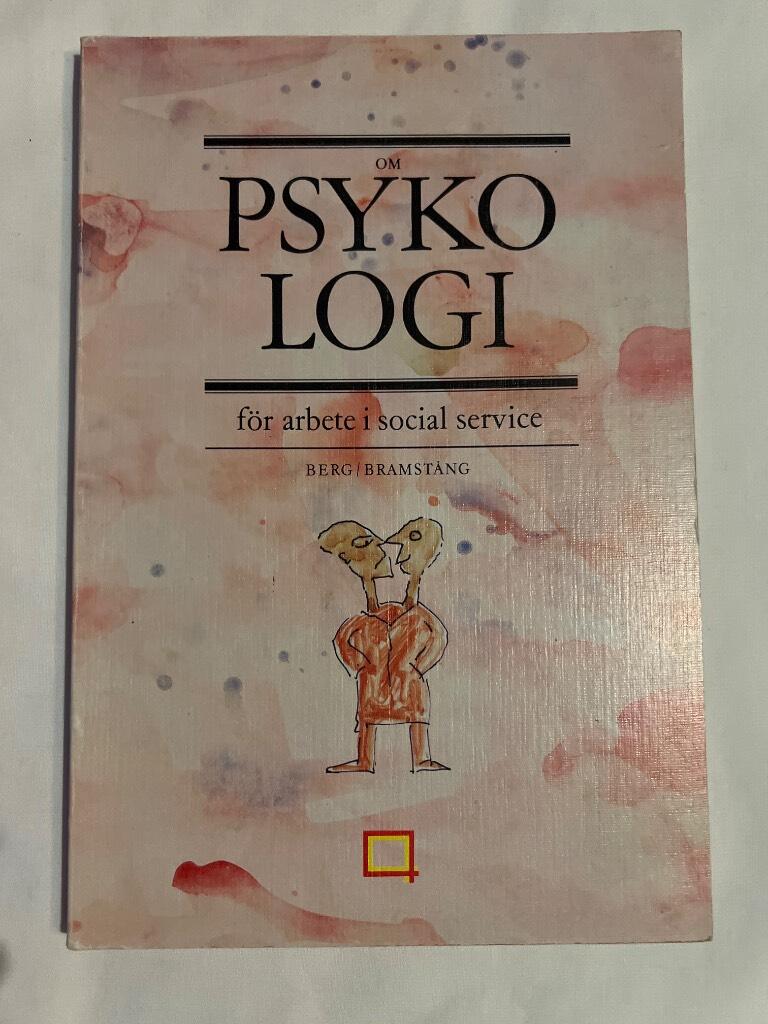 OM
PSYKO
LOGI
för arbete i social service
BERG/BRAMSTÅNG